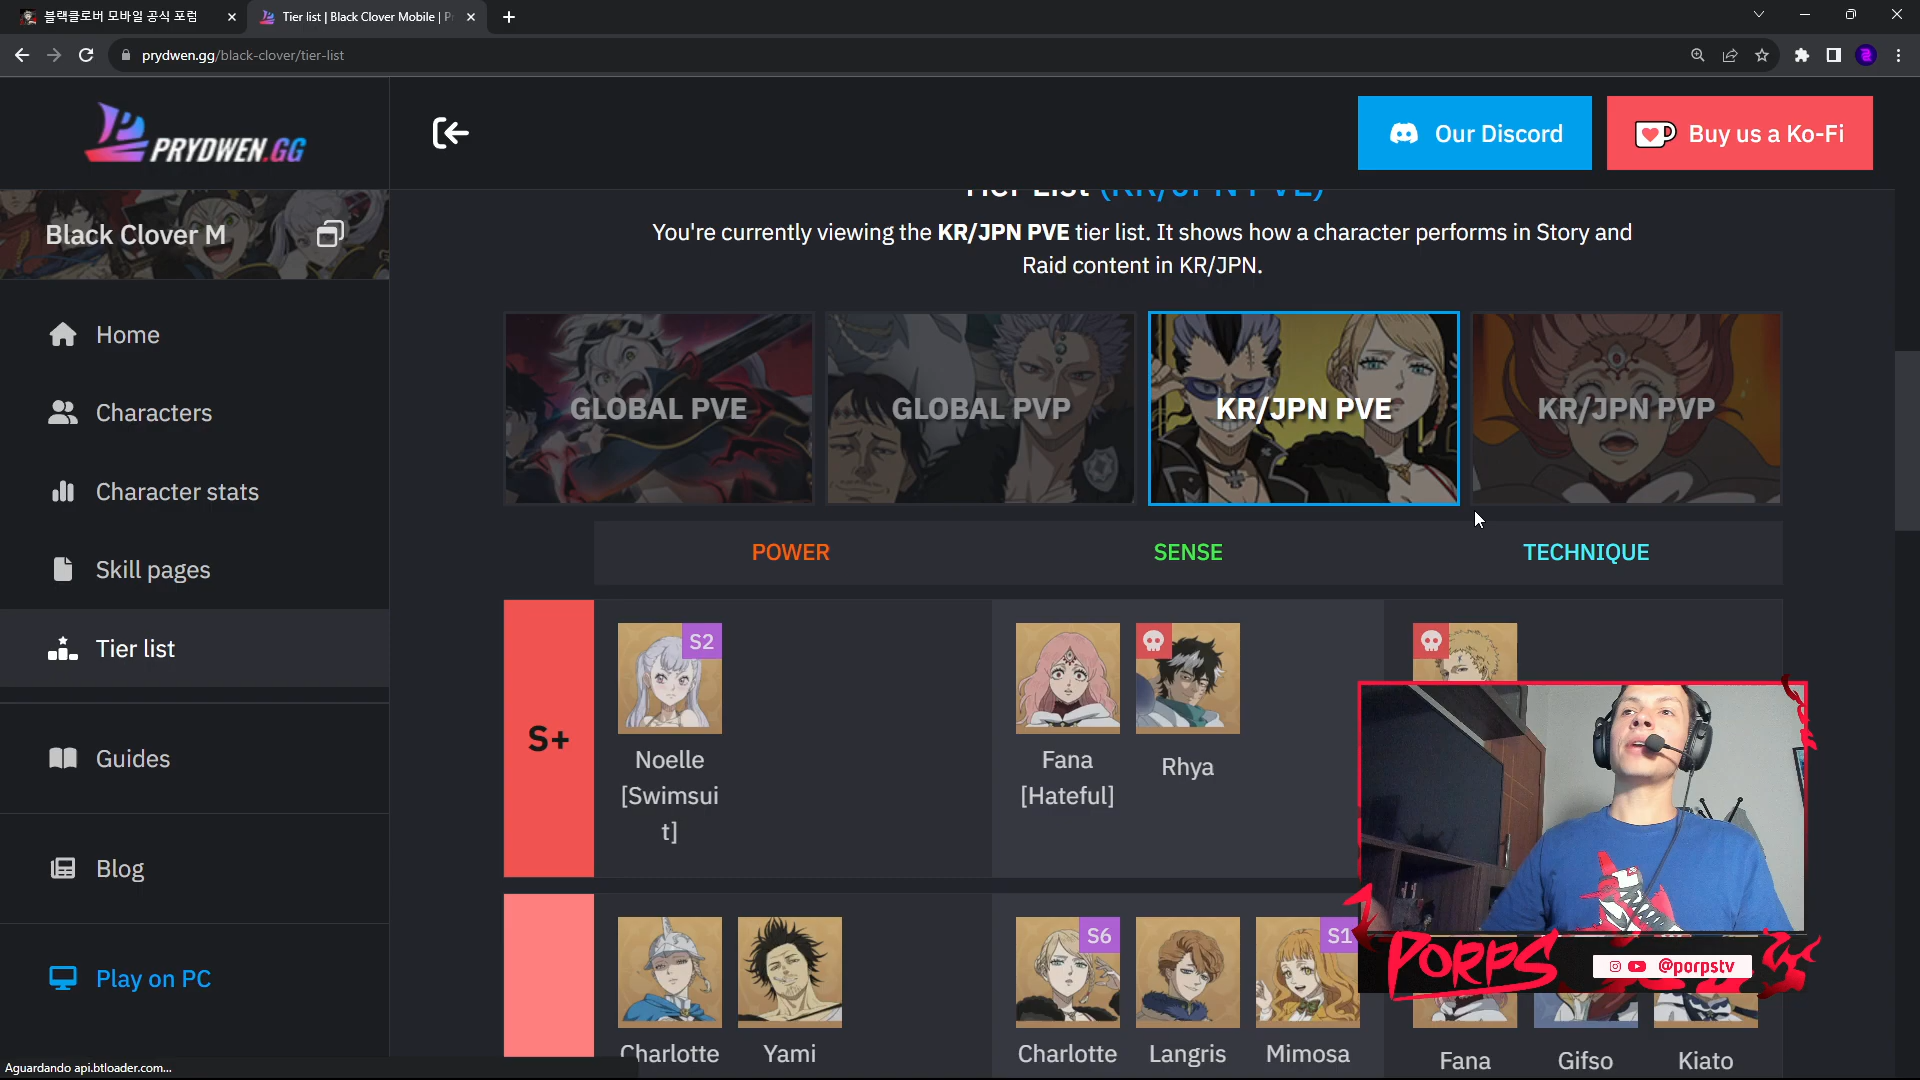 블랙클로버 모바일 공식 포럼
Tier list | Black Clover Mobile | P
prydwen.gg/black-clover/tier-list
PRYDWEN.GG
Our Discord
Buy us a Ko-Fi
Black Clover M
Home
Characters
Character stats
Skill pages
Tier list
Guides
Blog
Play on PC
Aguardando api.btloader.com...
Tier List (KR/JPN PVE)
You're currently viewing the KR/JPN PVE tier list. It shows how a character performs in Story and
Raid content in KR/JPN.
GLOBAL PVE
GLOBAL PVP
KR/JPN PVE
KR/JPN PVP
POWER
SENSE
TECHNIQUE
S+
S2
Noelle
[Swimsui
t]
Fana
[Hateful]
Rhya
Charlotte
Yami
S6
Charlotte
Langris
S1
Mimosa
Fana
Gifso
Kiato
PORPS
@porpstv